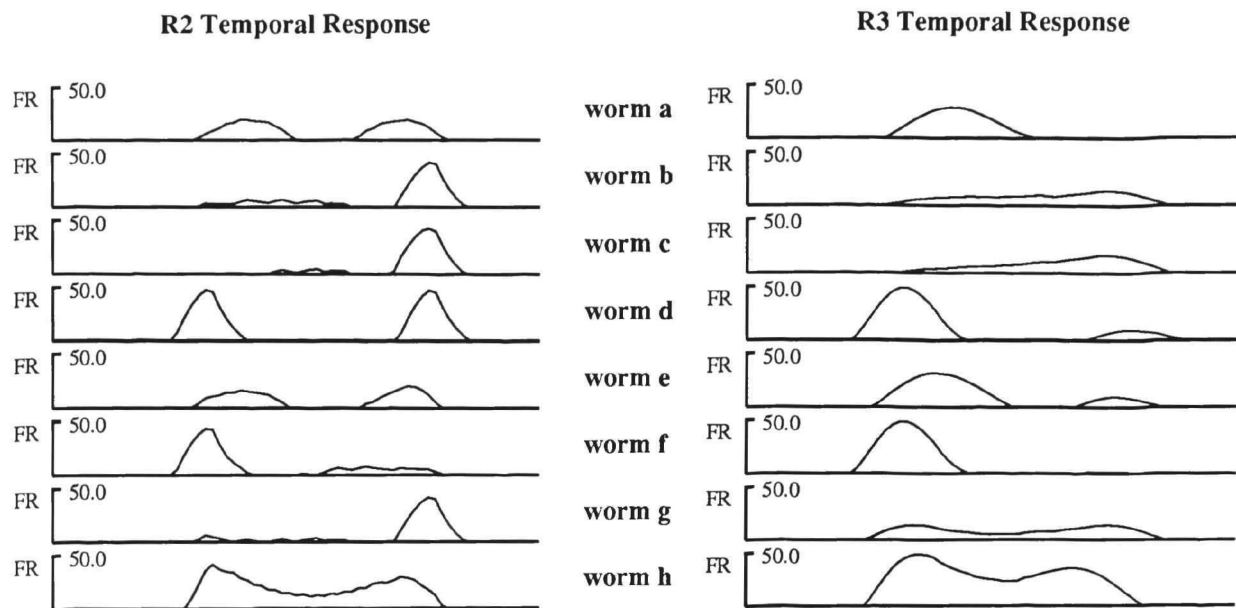 R2 Temporal Response
R3 Temporal Response
FR 50.0 worm a FR 50.0
FR 50.0 worm b FR 50.0
FR 50.0 worm c FR 50.0
FR 50.0 worm d FR 50.0
FR 50.0 worm e FR 50.0
FR 50.0 worm f FR 50.0
FR 50.0 worm g FR 50.0
FR 50.0 worm h FR 50.0